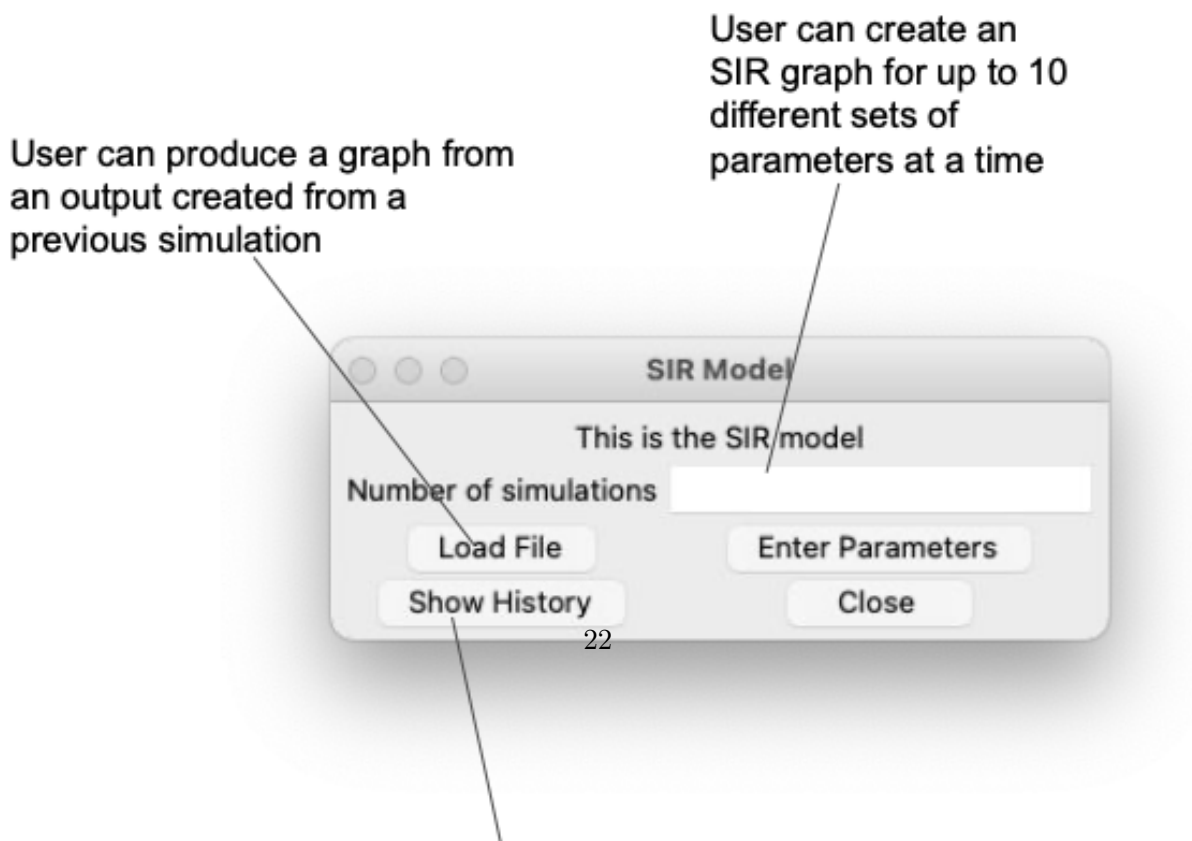 User can create an
SIR graph for up to 10
different sets of
parameters at a time
User can produce a graph from
an output created from a
previous simulation
SIR Model
This is the SIR model
Number of simulations
Load File
Enter Parameters
Show History
Close
22